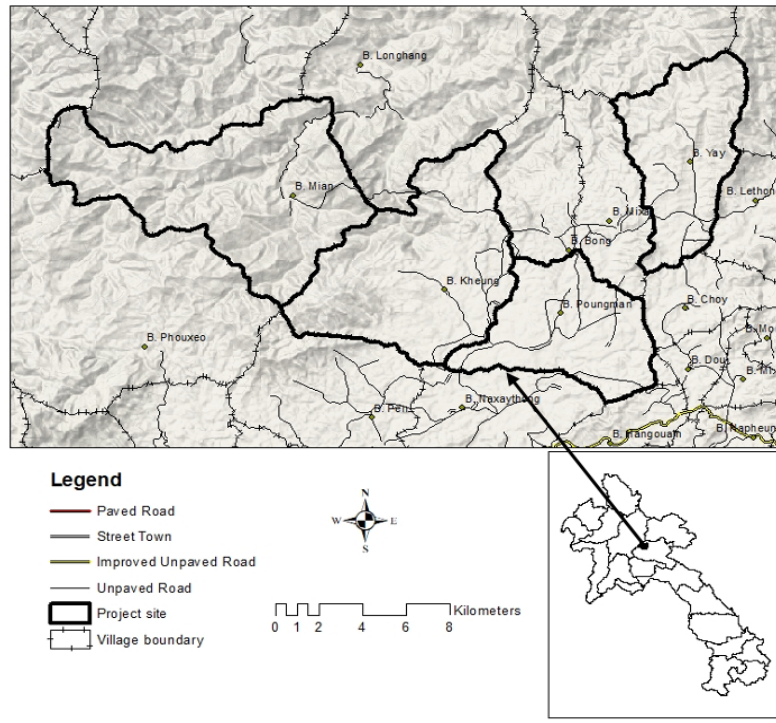 B. Longhang
B. Yay
B. Mian
B. Lethon
B. Mixa
B. Bong
B. Kheung
B. Poungman
B. Choy
B. Phouxeo
B. Mo
B. Dou
B. Naxaythong
B. Napheun
Legend
Paved Road
Street Town
Improved Unpaved Road
Unpaved Road
Project site
Village boundary
N
W E
S
Kilometers
0 1 2 4 6 8